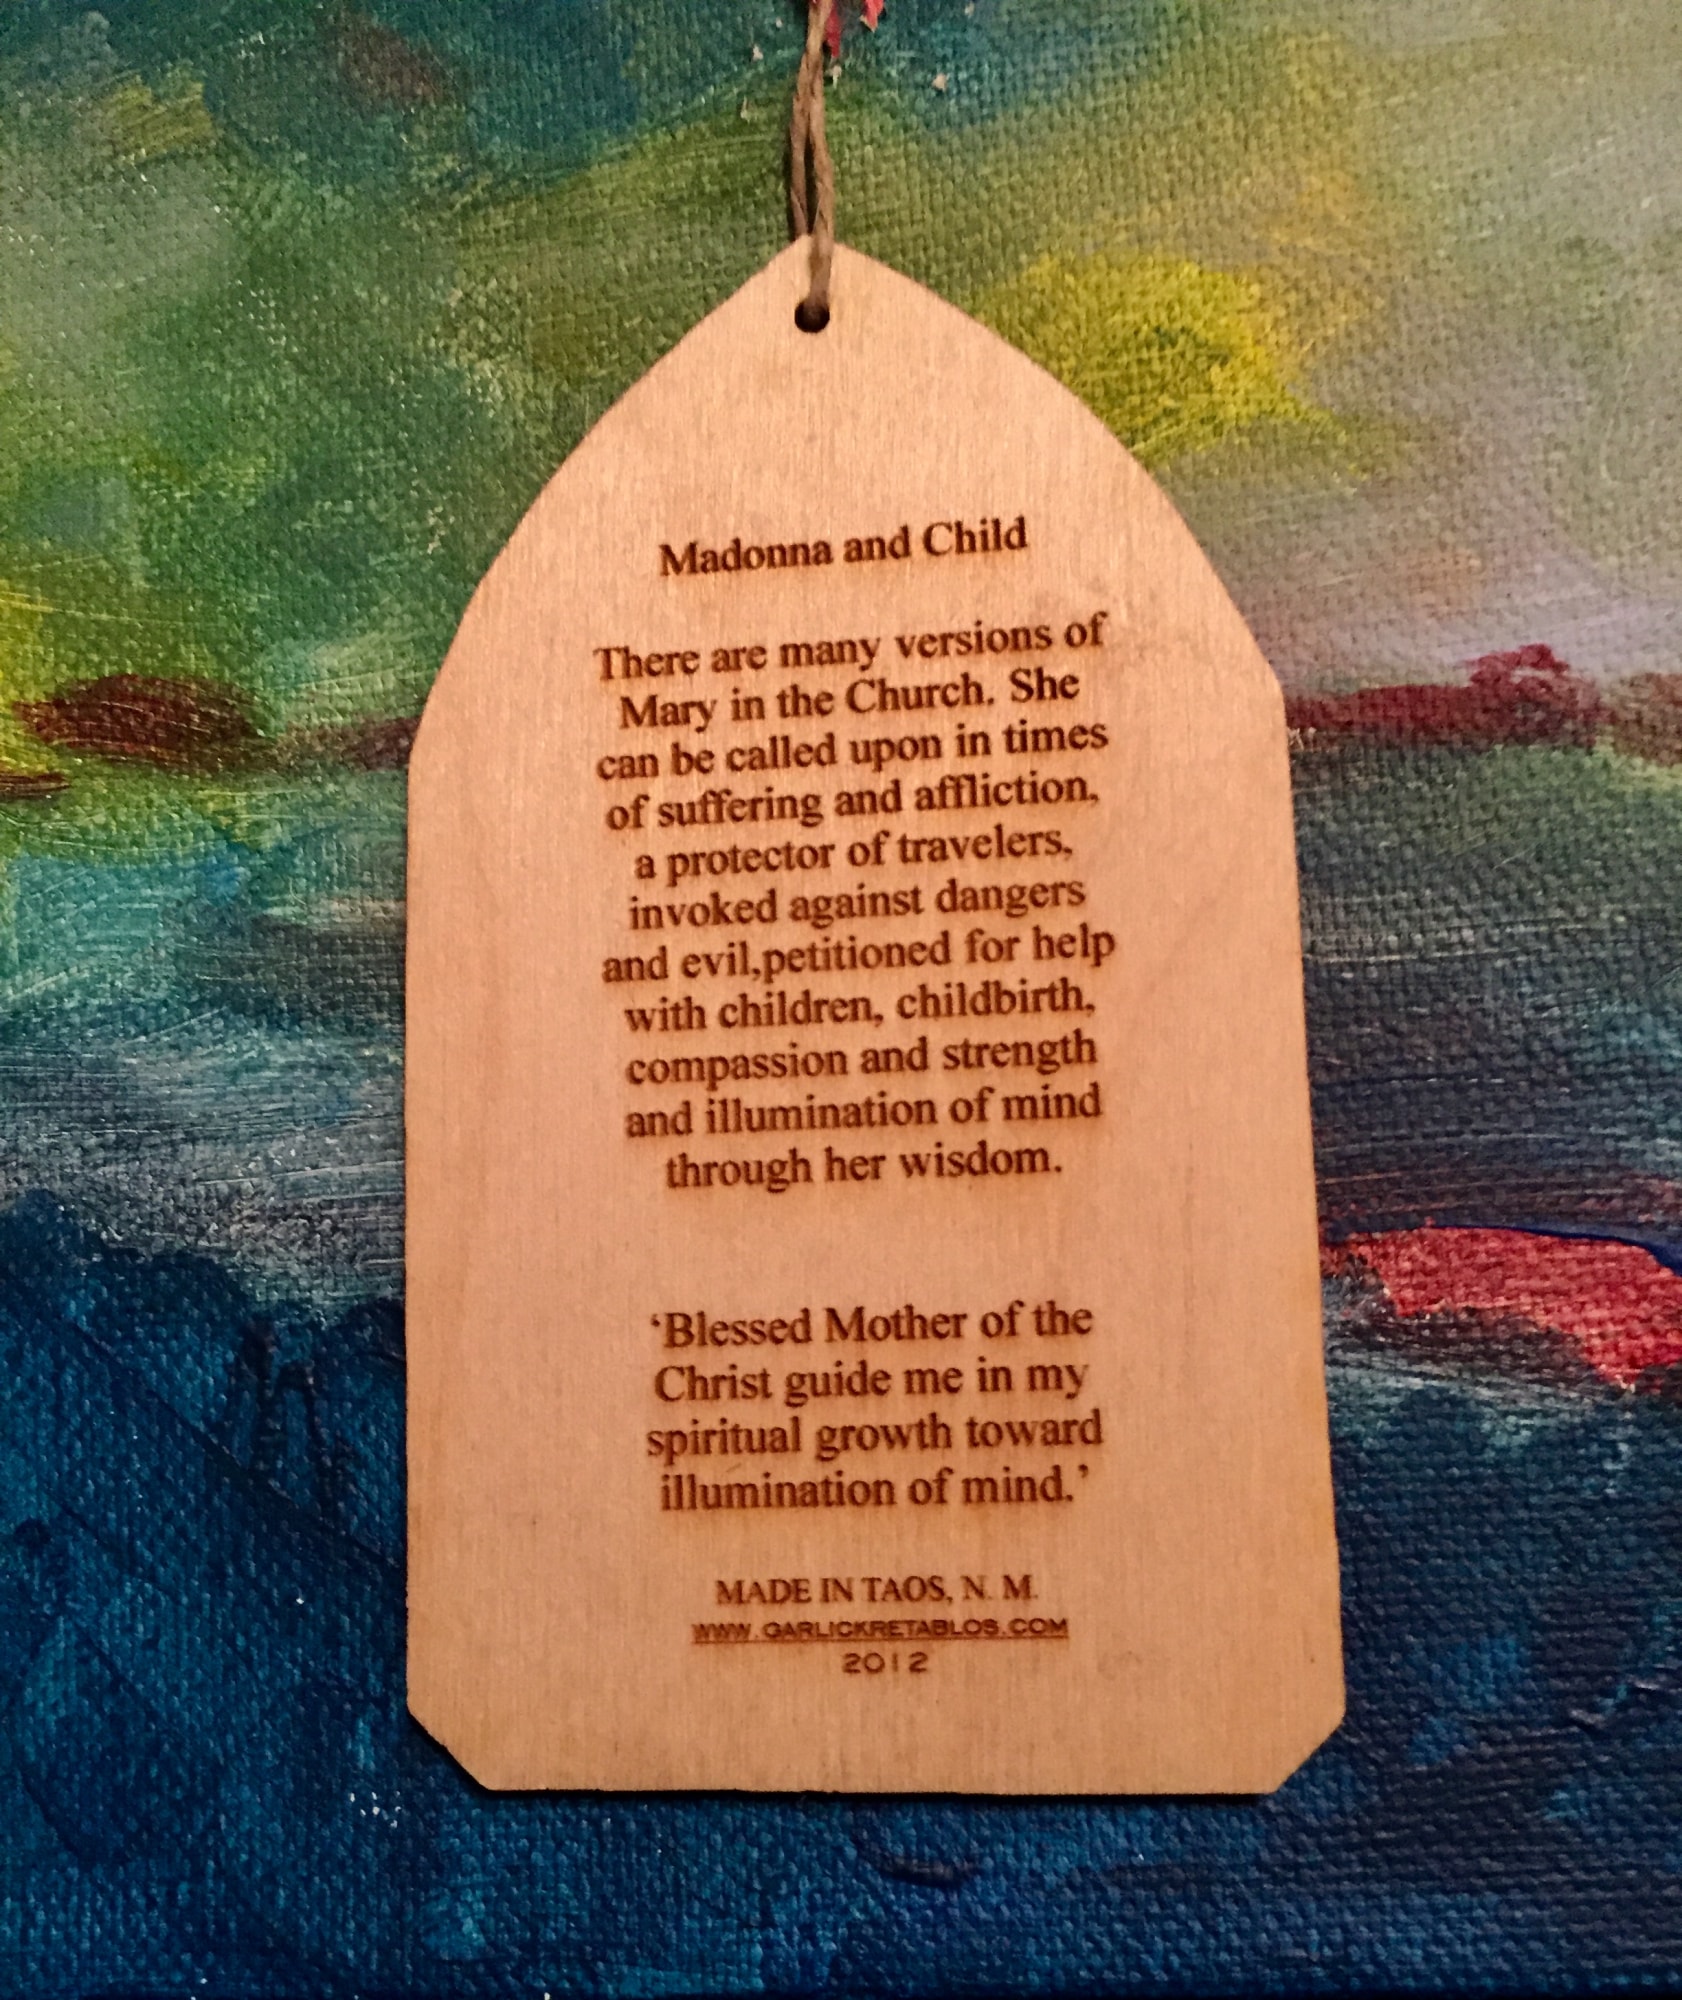 Madonna and Child
There are many versions of
Mary in the Church. She
can be called upon in times
of suffering and affliction,
a protector of travelers,
invoked against dangers
and evil,petitioned for help
with children, childbirth,
compassion and strength
and illumination of mind
through her wisdom.
‘Blessed Mother of the
Christ guide me in my
spiritual growth toward
illumination of mind.’
MADE IN TAOS, N. M.
WWW.GARLICKRETABLOS.COM
2012